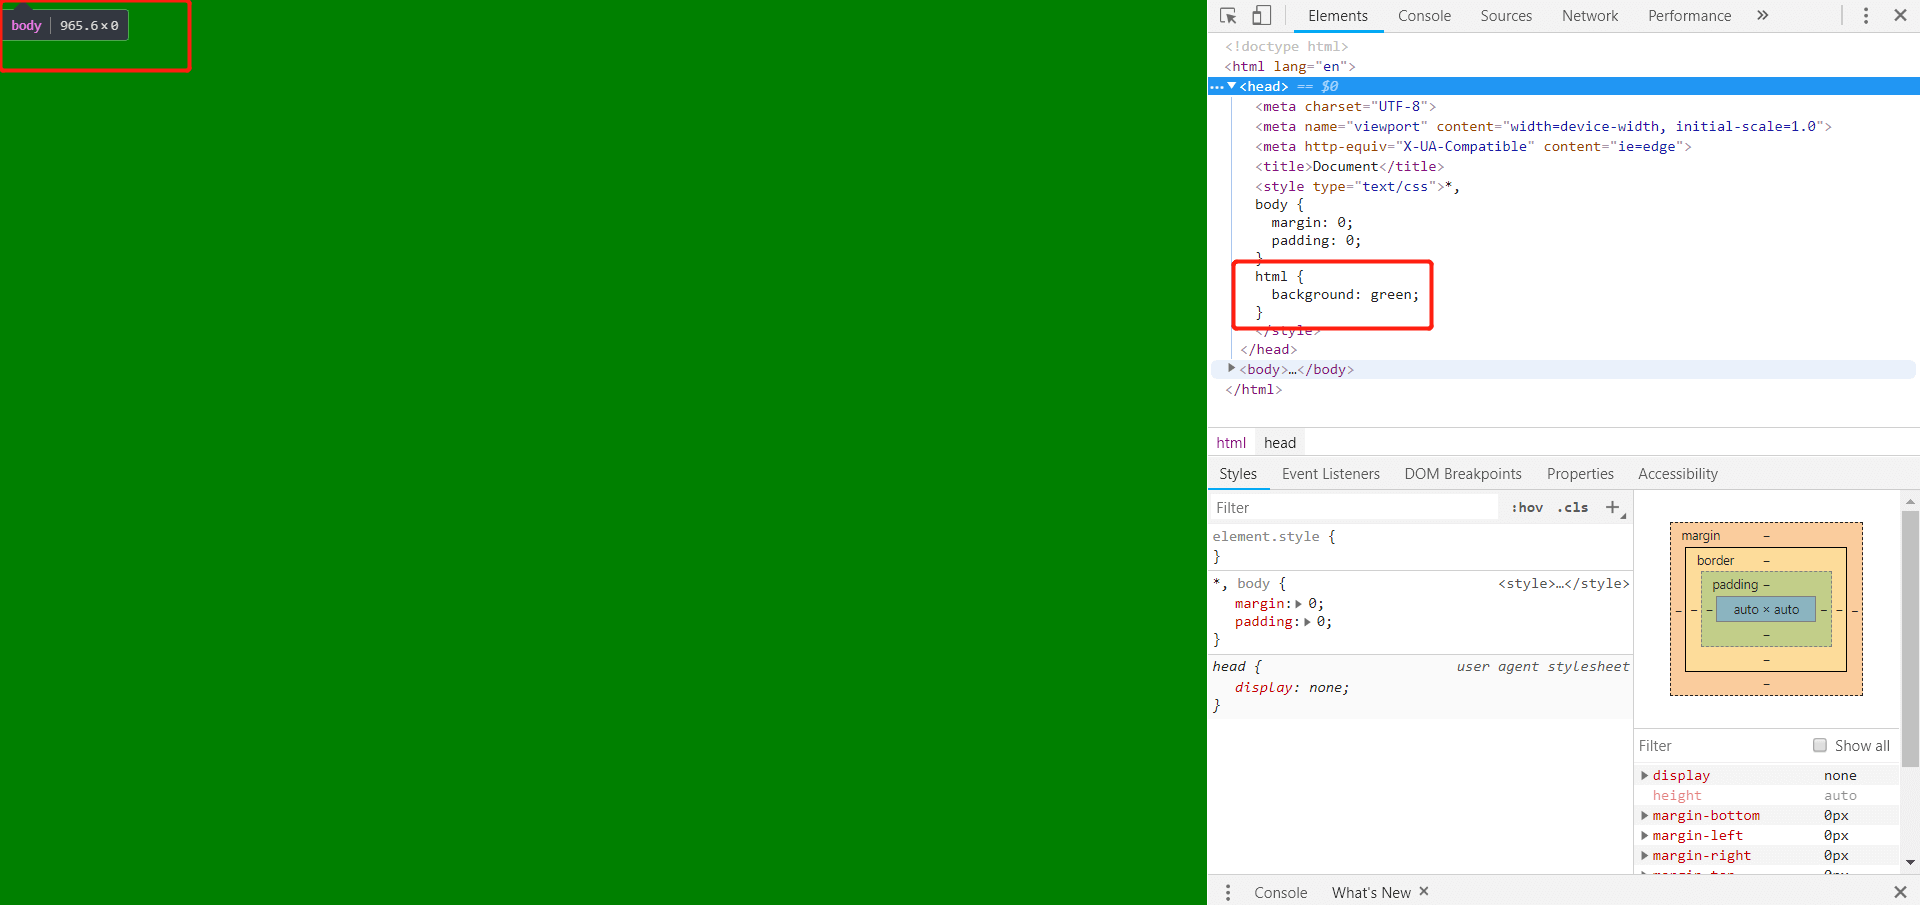 body 965.6×0
Elements Console Sources Network Performance »
<!doctype html>
<html lang="en">
…▼<head> == $0
<meta charset="UTF-8">
<meta name="viewport" content="width=device-width, initial-scale=1.0">
<meta http-equiv="X-UA-Compatible" content="ie=edge">
<title>Document</title>
<style type="text/css">*,
body {
margin: 0;
padding: 0;
}
html {
background: green;
}
</style>
</head>
<body>…</body>
</html>
html head
Styles Event Listeners DOM Breakpoints Properties Accessibility
Filter :hov .cls +
element.style {
}
*, body { <style>…</style>
margin: 0;
padding: 0;
}
head { user agent stylesheet
display: none;
}
margin –
border –
padding –
– – – auto × auto – – –
–
–
–
Filter Show all
display none
height auto
margin-bottom 0px
margin-left 0px
margin-right 0px
margin-top 0px
Console What's New ×